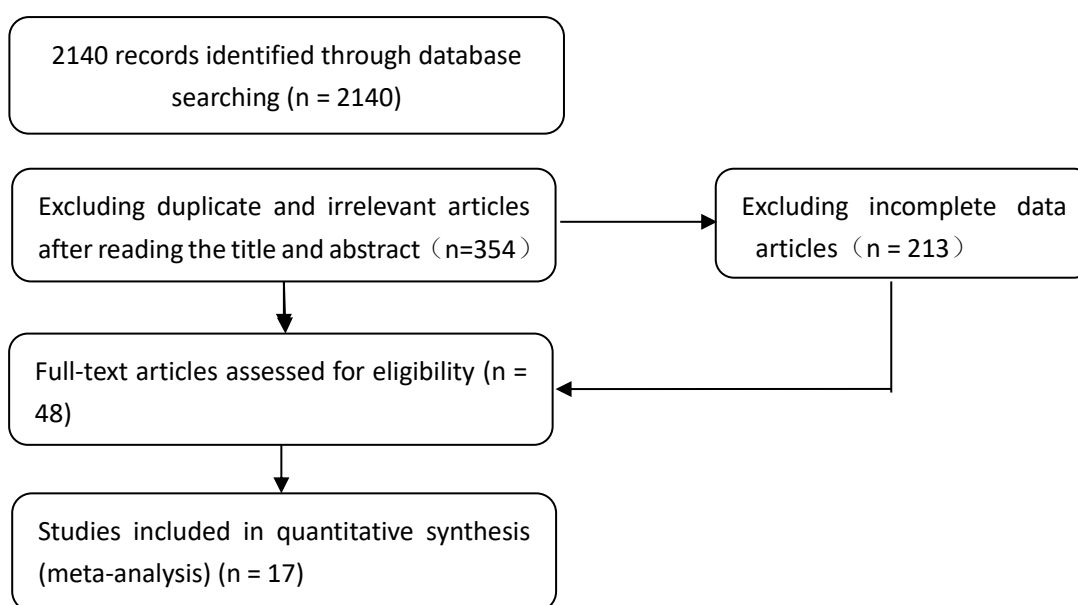 2140 records identified through database
searching (n = 2140)
Excluding duplicate and irrelevant articles
after reading the title and abstract（n=354）
Excluding incomplete data
articles（n = 213）
Full-text articles assessed for eligibility (n =
48)
Studies included in quantitative synthesis
(meta-analysis) (n = 17)